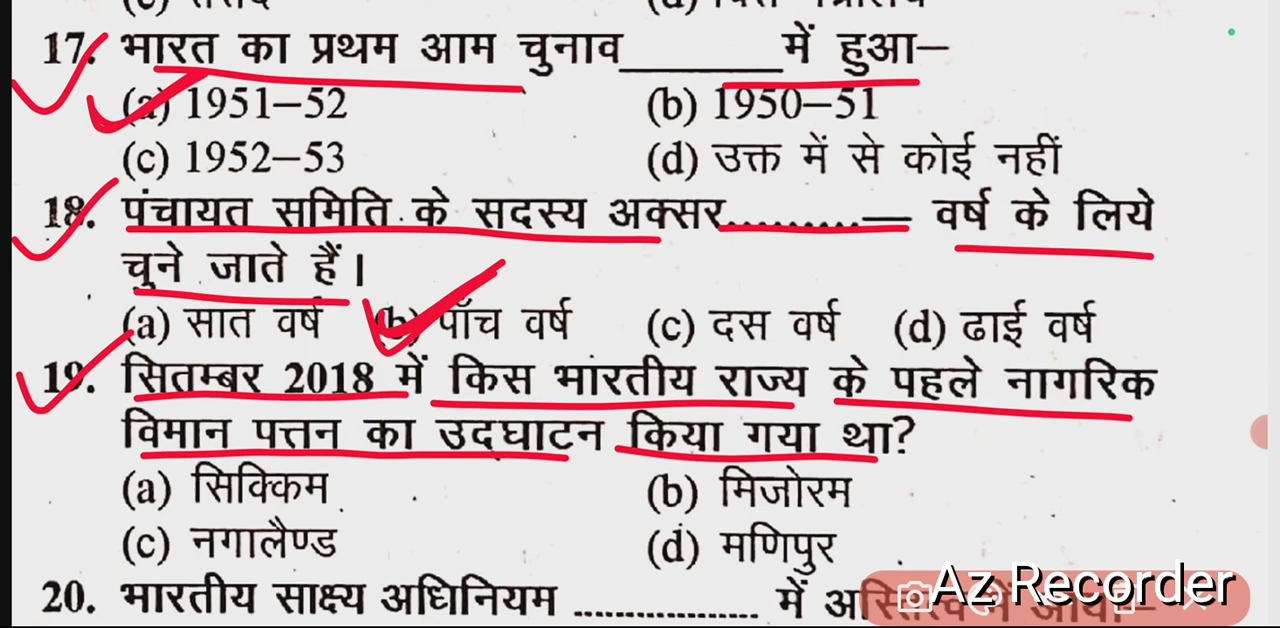 17. भारत का प्रथम आम चुनाव________में हुआ–
(a) 1951–52 (b) 1950–51
(c) 1952–53 (d) उक्त में से कोई नहीं
18. पंचायत समिति के सदस्य अक्सर.........— वर्ष के लिये
चुने जाते हैं।
(a) सात वर्ष (b) पाँच वर्ष (c) दस वर्ष (d) ढाई वर्ष
19. सितम्बर 2018 में किस भारतीय राज्य के पहले नागरिक
विमान पत्तन का उदघाटन किया गया था?
(a) सिक्किम (b) मिजोरम
(c) नगालैण्ड (d) मणिपुर
20. भारतीय साक्ष्य अधिनियम .................. में
Az Recorder